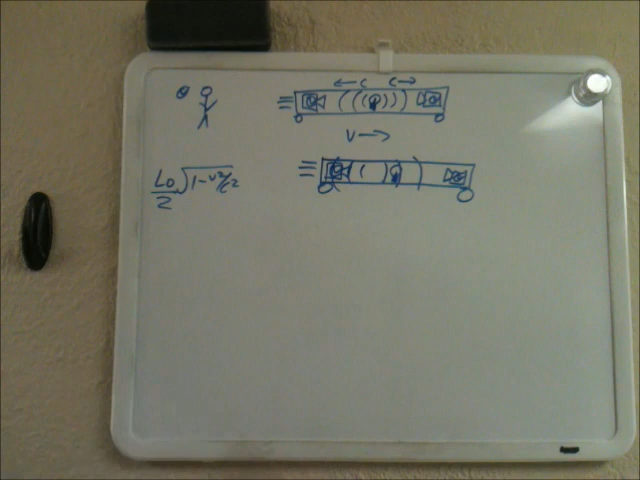 ←C C→
V→
L₀/2 √1-v²/c²